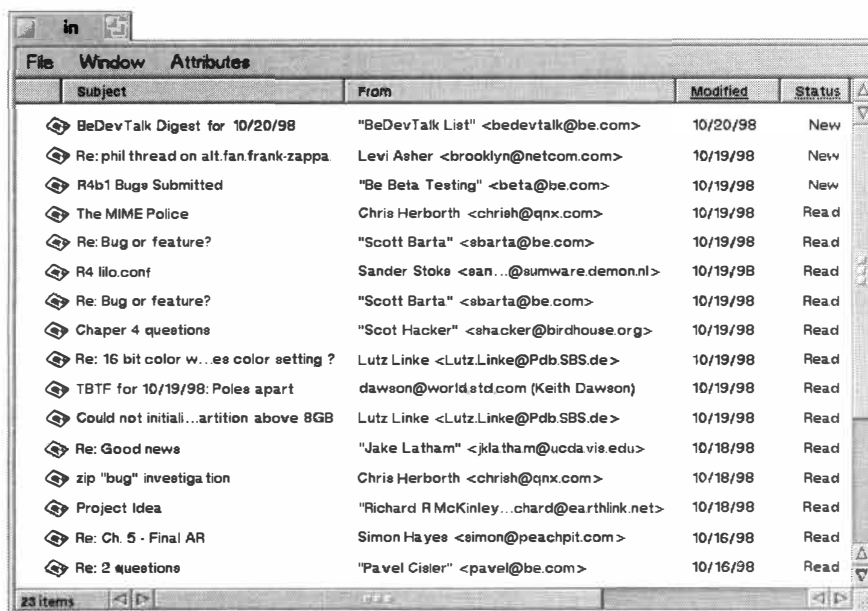 in
File Window Attributes
Subject From Modified Status
BeDevTalk Digest for 10/20/98 "BeDevTalk List" <bedevtalk@be.com> 10/20/98 New
Re: phil thread on alt.fan.frank-zappa. Levi Asher <brooklyn@netcom.com> 10/19/98 New
R4b1 Bugs Submitted "Be Beta Testing" <beta@be.com> 10/19/98 New
The MIME Police Chris Herborth <chrish@qnx.com> 10/19/98 Read
Re: Bug or feature? "Scott Barta" <sbarta@be.com> 10/19/98 Read
R4 lilo.conf Sander Stoks <san...@sumware.demon.nl> 10/19/98 Read
Re: Bug or feature? "Scott Barta" <sbarta@be.com> 10/19/98 Read
Chaper 4 questions "Scot Hacker" <shacker@birdhouse.org> 10/19/98 Read
Re: 16 bit color w...es color setting ? Lutz Linke <Lutz.Linke@Pdb.SBS.de> 10/19/98 Read
TBTF for 10/19/98: Poles apart dawson@world.std.com (Keith Dawson) 10/19/98 Read
Could not initiali...artition above 8GB Lutz Linke <Lutz.Linke@Pdb.SBS.de> 10/19/98 Read
Re: Good news "Jake Latham" <jklatham@ucdavis.edu> 10/18/98 Read
zip "bug" investigation Chris Herborth <chrish@qnx.com> 10/18/98 Read
Project Idea "Richard R McKinley...chard@earthlink.net> 10/18/98 Read
Re: Ch. 5 - Final AR Simon Hayes <simon@peachpit.com> 10/16/98 Read
Re: 2 questions "Pavel Cisler" <pavel@be.com> 10/16/98 Read
23 items